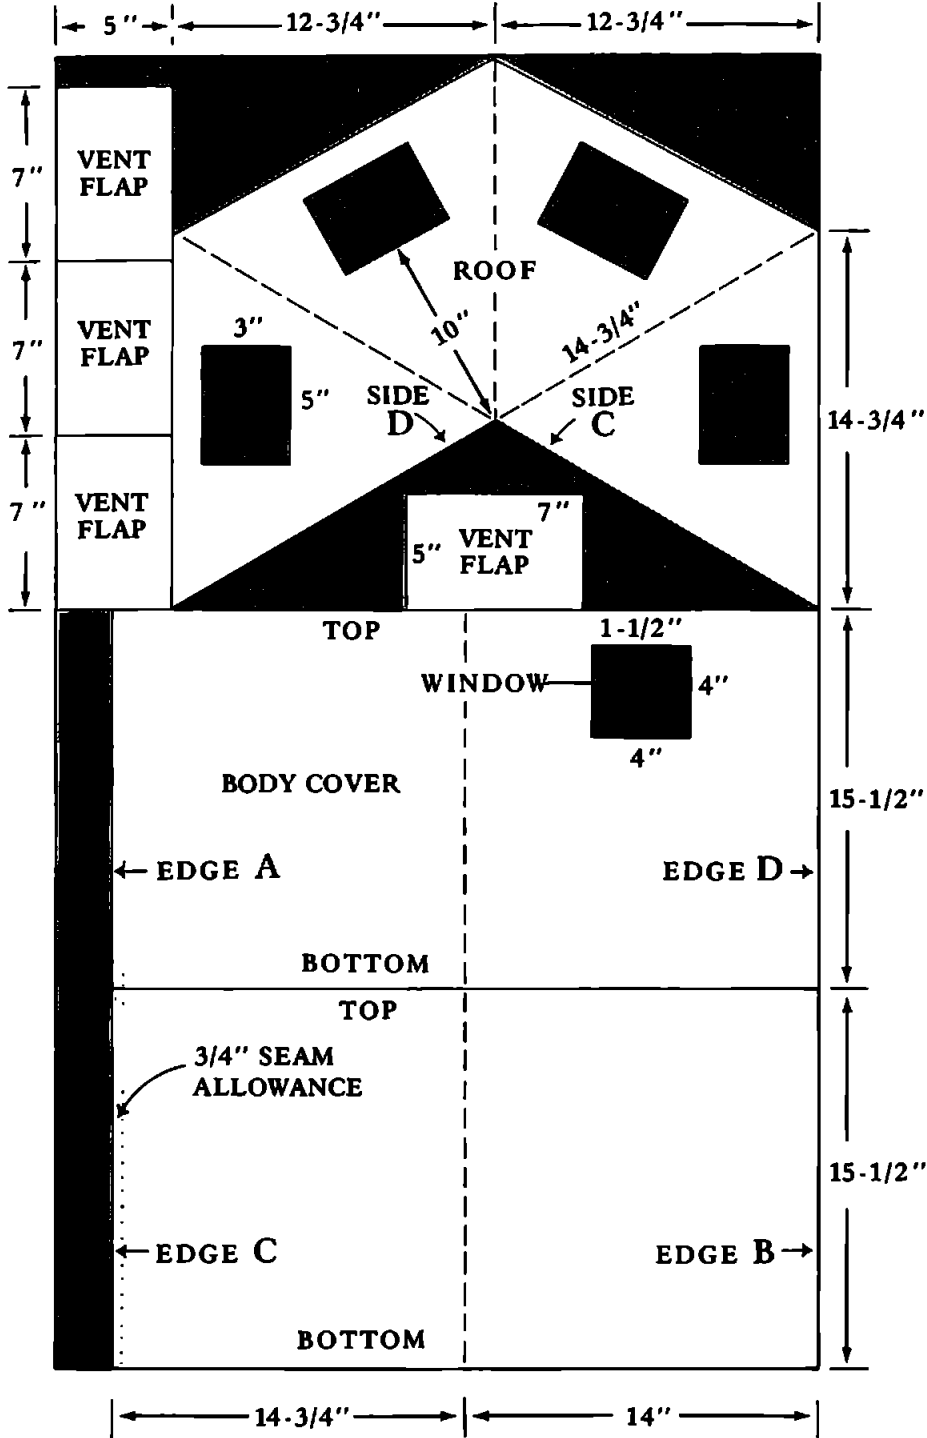 5"
12-3/4"
12-3/4"
7"
VENT
FLAP
ROOF
7"
VENT
FLAP
3"
10"
14-3/4"
5"
SIDE
D
SIDE
C
14-3/4"
7"
VENT
FLAP
7"
5"
VENT
FLAP
TOP
1-1/2"
WINDOW
4"
4"
BODY COVER
15-1/2"
EDGE A
EDGE D
BOTTOM
TOP
3/4" SEAM
ALLOWANCE
15-1/2"
EDGE C
EDGE B
BOTTOM
14-3/4"
14"